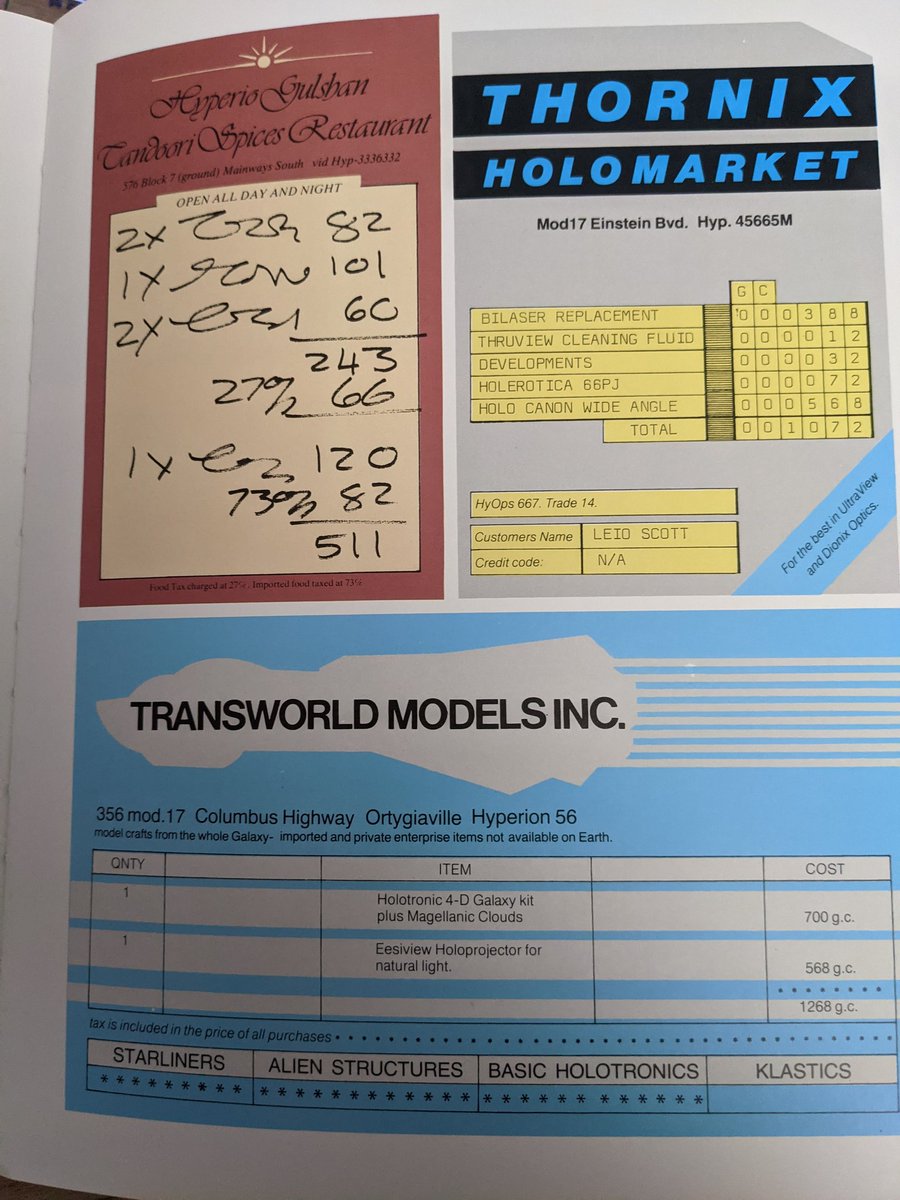 Hyperio Gulshan
Tandoori Spices Restaurant
576 Block 7 (ground) Mainways South vid Hyp-3336332
OPEN ALL DAY AND NIGHT
2x 82
1x 101
2x 60
243
27% 66
1x 120
73% 82
511
Food Tax charged at 27%. Imported food taxed at 73%
THORNIX
HOLOMARKET
Mod17 Einstein Bvd. Hyp. 45665M
G C
BILASER REPLACEMENT 0 0 0 3 8 8
THRUVIEW CLEANING FLUID 0 0 0 0 1 2
DEVELOPMENTS 0 0 0 0 3 2
HOLEROTICA 66PJ 0 0 0 0 7 2
HOLO CANON WIDE ANGLE 0 0 0 5 6 8
TOTAL 0 0 1 0 7 2
HyOps 667. Trade 14.
Customers Name LEIO SCOTT
Credit code: N/A
For the best in UltraView
and Dionix Optics.
TRANSWORLD MODELS INC.
356 mod.17 Columbus Highway Ortygiaville Hyperion 56
model crafts from the whole Galaxy- imported and private enterprise items not available on Earth.
QNTY ITEM COST
1 Holotronic 4-D Galaxy kit
plus Magellanic Clouds 700 g.c.
1 Eesiview Holoprojector for
natural light. 568 g.c.
1268 g.c.
tax is included in the price of all purchases
STARLINERS ALIEN STRUCTURES BASIC HOLOTRONICS KLASTICS